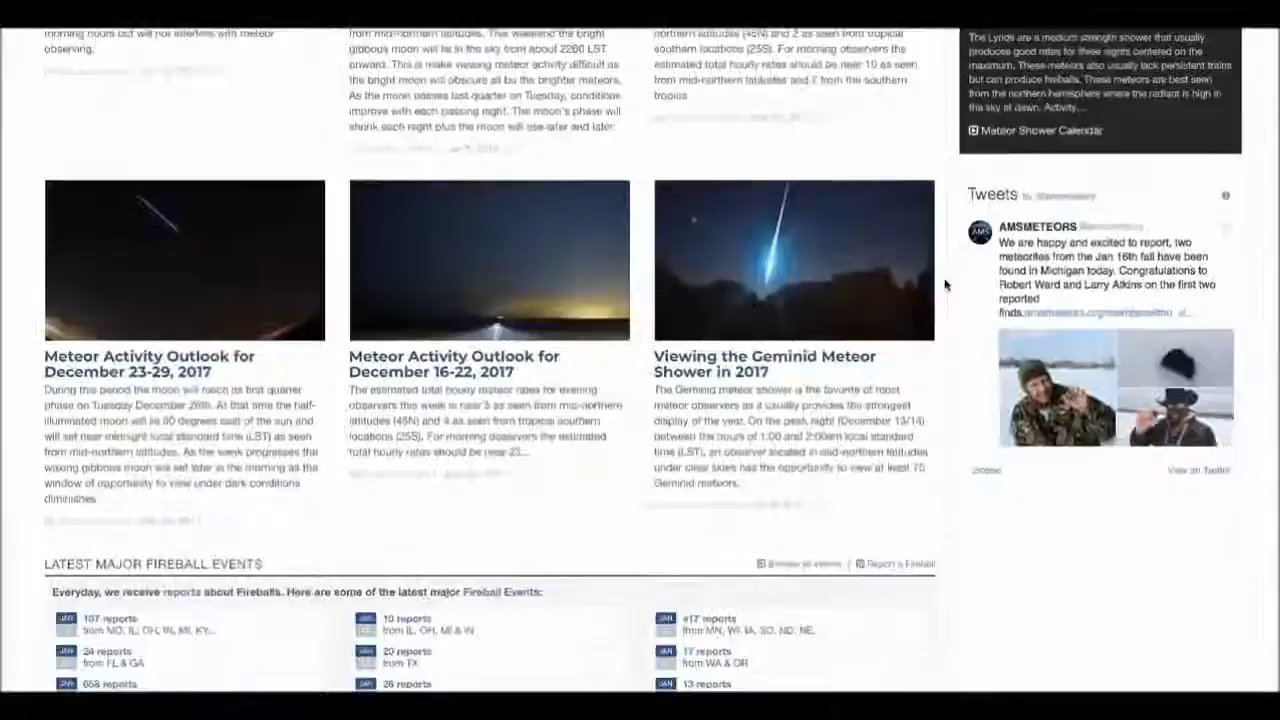 morning hours but will not interfere with meteor
observing.
from mid-northern latitudes. This weekend the bright
gibbous moon will lie in the sky from about 2200 LST
onward. This is make viewing meteor activity difficult as
the bright moon will obscure all bu the brighter meteors.
As the moon passes last quarter on Tuesday, conditions
improve with each passing night. The moon's phase will
shrink each night plus the moon will rise later and later
northern latitudes (45N) and 2 as seen from tropical
southern locations (25S). For morning observers the
estimated total hourly rates should be near 10 as seen
from mid-northern latitudes and 7 from the southern
tropics
The Lyrids are a medium strength shower that usually
produces good rates for three nights centered on the
maximum. These meteors also usually lack persistent trains
but can produce fireballs. These meteors are best seen
from the northern hemisphere where the radiant is high in
the sky at dawn. Activity...
Meteor Shower Calendar
Meteor Activity Outlook for
December 23-29, 2017
During this period the moon will reach its first quarter
phase on Tuesday December 26th. At that time the half-
illuminated moon will lie 90 degrees east of the sun and
will set near midnight local standard time (LST) as seen
from mid-northern latitudes. As the week progresses the
waxing gibbous moon will set later in the morning as the
window of opportunity to view under dark conditions
diminishes
Meteor Activity Outlook for
December 16-22, 2017
The estimated total hourly meteor rates for evening
observers this week is near 5 as seen from mid-northern
latitudes (45N) and 4 as seen from tropical southern
locations (25S). For morning observers the estimated
total hourly rates should be near 23...
Viewing the Geminid Meteor
Shower in 2017
The Geminid meteor shower is the favorite of most
meteor observers as it usually provides the strongest
display of the year. On the peak night (December 13/14)
between the hours of 1:00 and 2:00am local standard
time (LST), an observer located in mid-northern latitudes
under clear skies has the opportunity to view at least 75
Geminid meteors.
Tweets by
AMSMETEORS
We are happy and excited to report, two
meteorites from the Jan 16th fall have been
found in Michigan today. Congratulations to
Robert Ward and Larry Atkins on the first two
reported
finds.
AMS
View on Twitter
LATEST MAJOR FIREBALL EVENTS
Report a Fireball
Everyday, we receive reports about Fireballs. Here are some of the latest major Fireball Events:
JAN 107 reports
from MO, IL, OH, IN, MI, KY...
JAN 10 reports
from IL, OH, MI & IN
JAN 417 reports
from MN, WI, IA, SD, ND, NE,
JAN 24 reports
from FL & GA
JAN 20 reports
from TX
JAN 17 reports
from WA & OR
JAN 658 reports
JAN 26 reports
JAN 13 reports